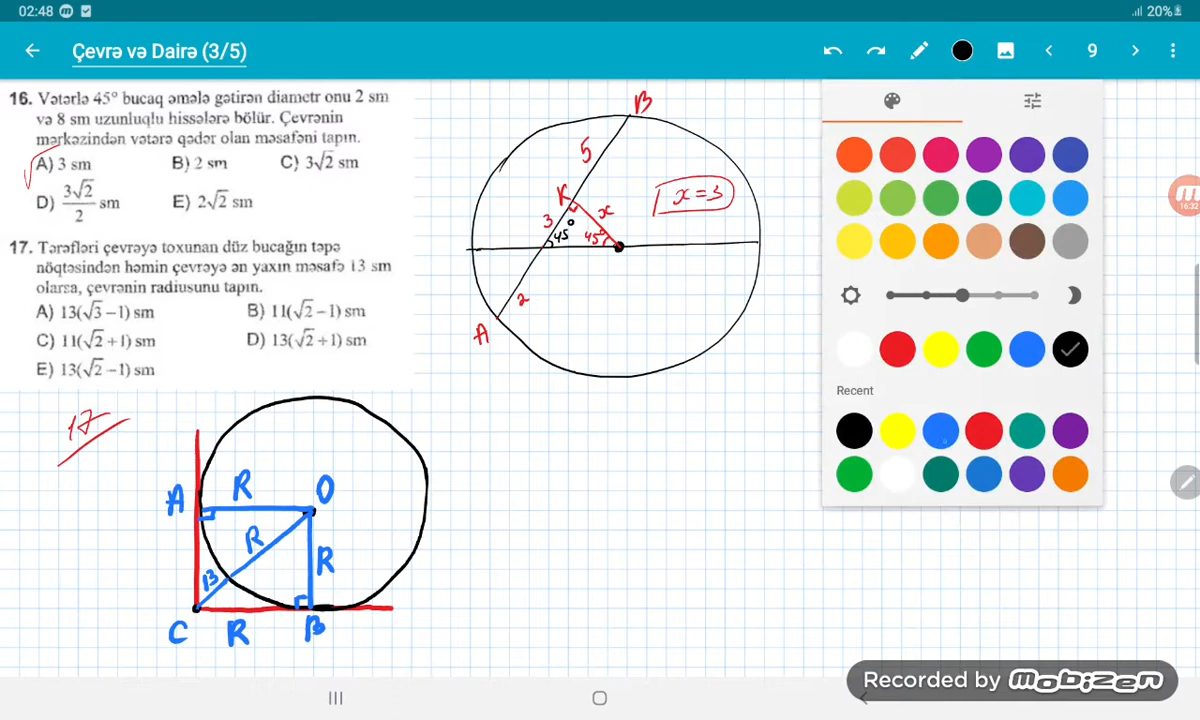 02:48
20%
Çevrə və Dairə (3/5)
9
16. Vətərlə 45° bucaq əmələ gətirən diametr onu 2 sm
və 8 sm uzunluqlu hissələrə bölür. Çevrənin
mərkəzindən vətərə qədər olan məsafəni tapın.
A) 3 sm B) 2 sm C) 3√2 sm
D) 3√2/2 sm E) 2√2 sm
17. Tərəfləri çevrəyə toxunan düz bucağın təpə
nöqtəsindən həmin çevrəyə ən yaxın məsafə 13 sm
olarsa, çevrənin radiusunu tapın.
A) 13(√3−1) sm B) 11(√2−1) sm
C) 11(√2+1) sm D) 13(√2+1) sm
E) 13(√2−1) sm
B
5
K
x = 3
3
x
45°
45°
2
A
Recent
17
A
R
O
R
R
13
C
R
B
16:32
Recorded by mobizen